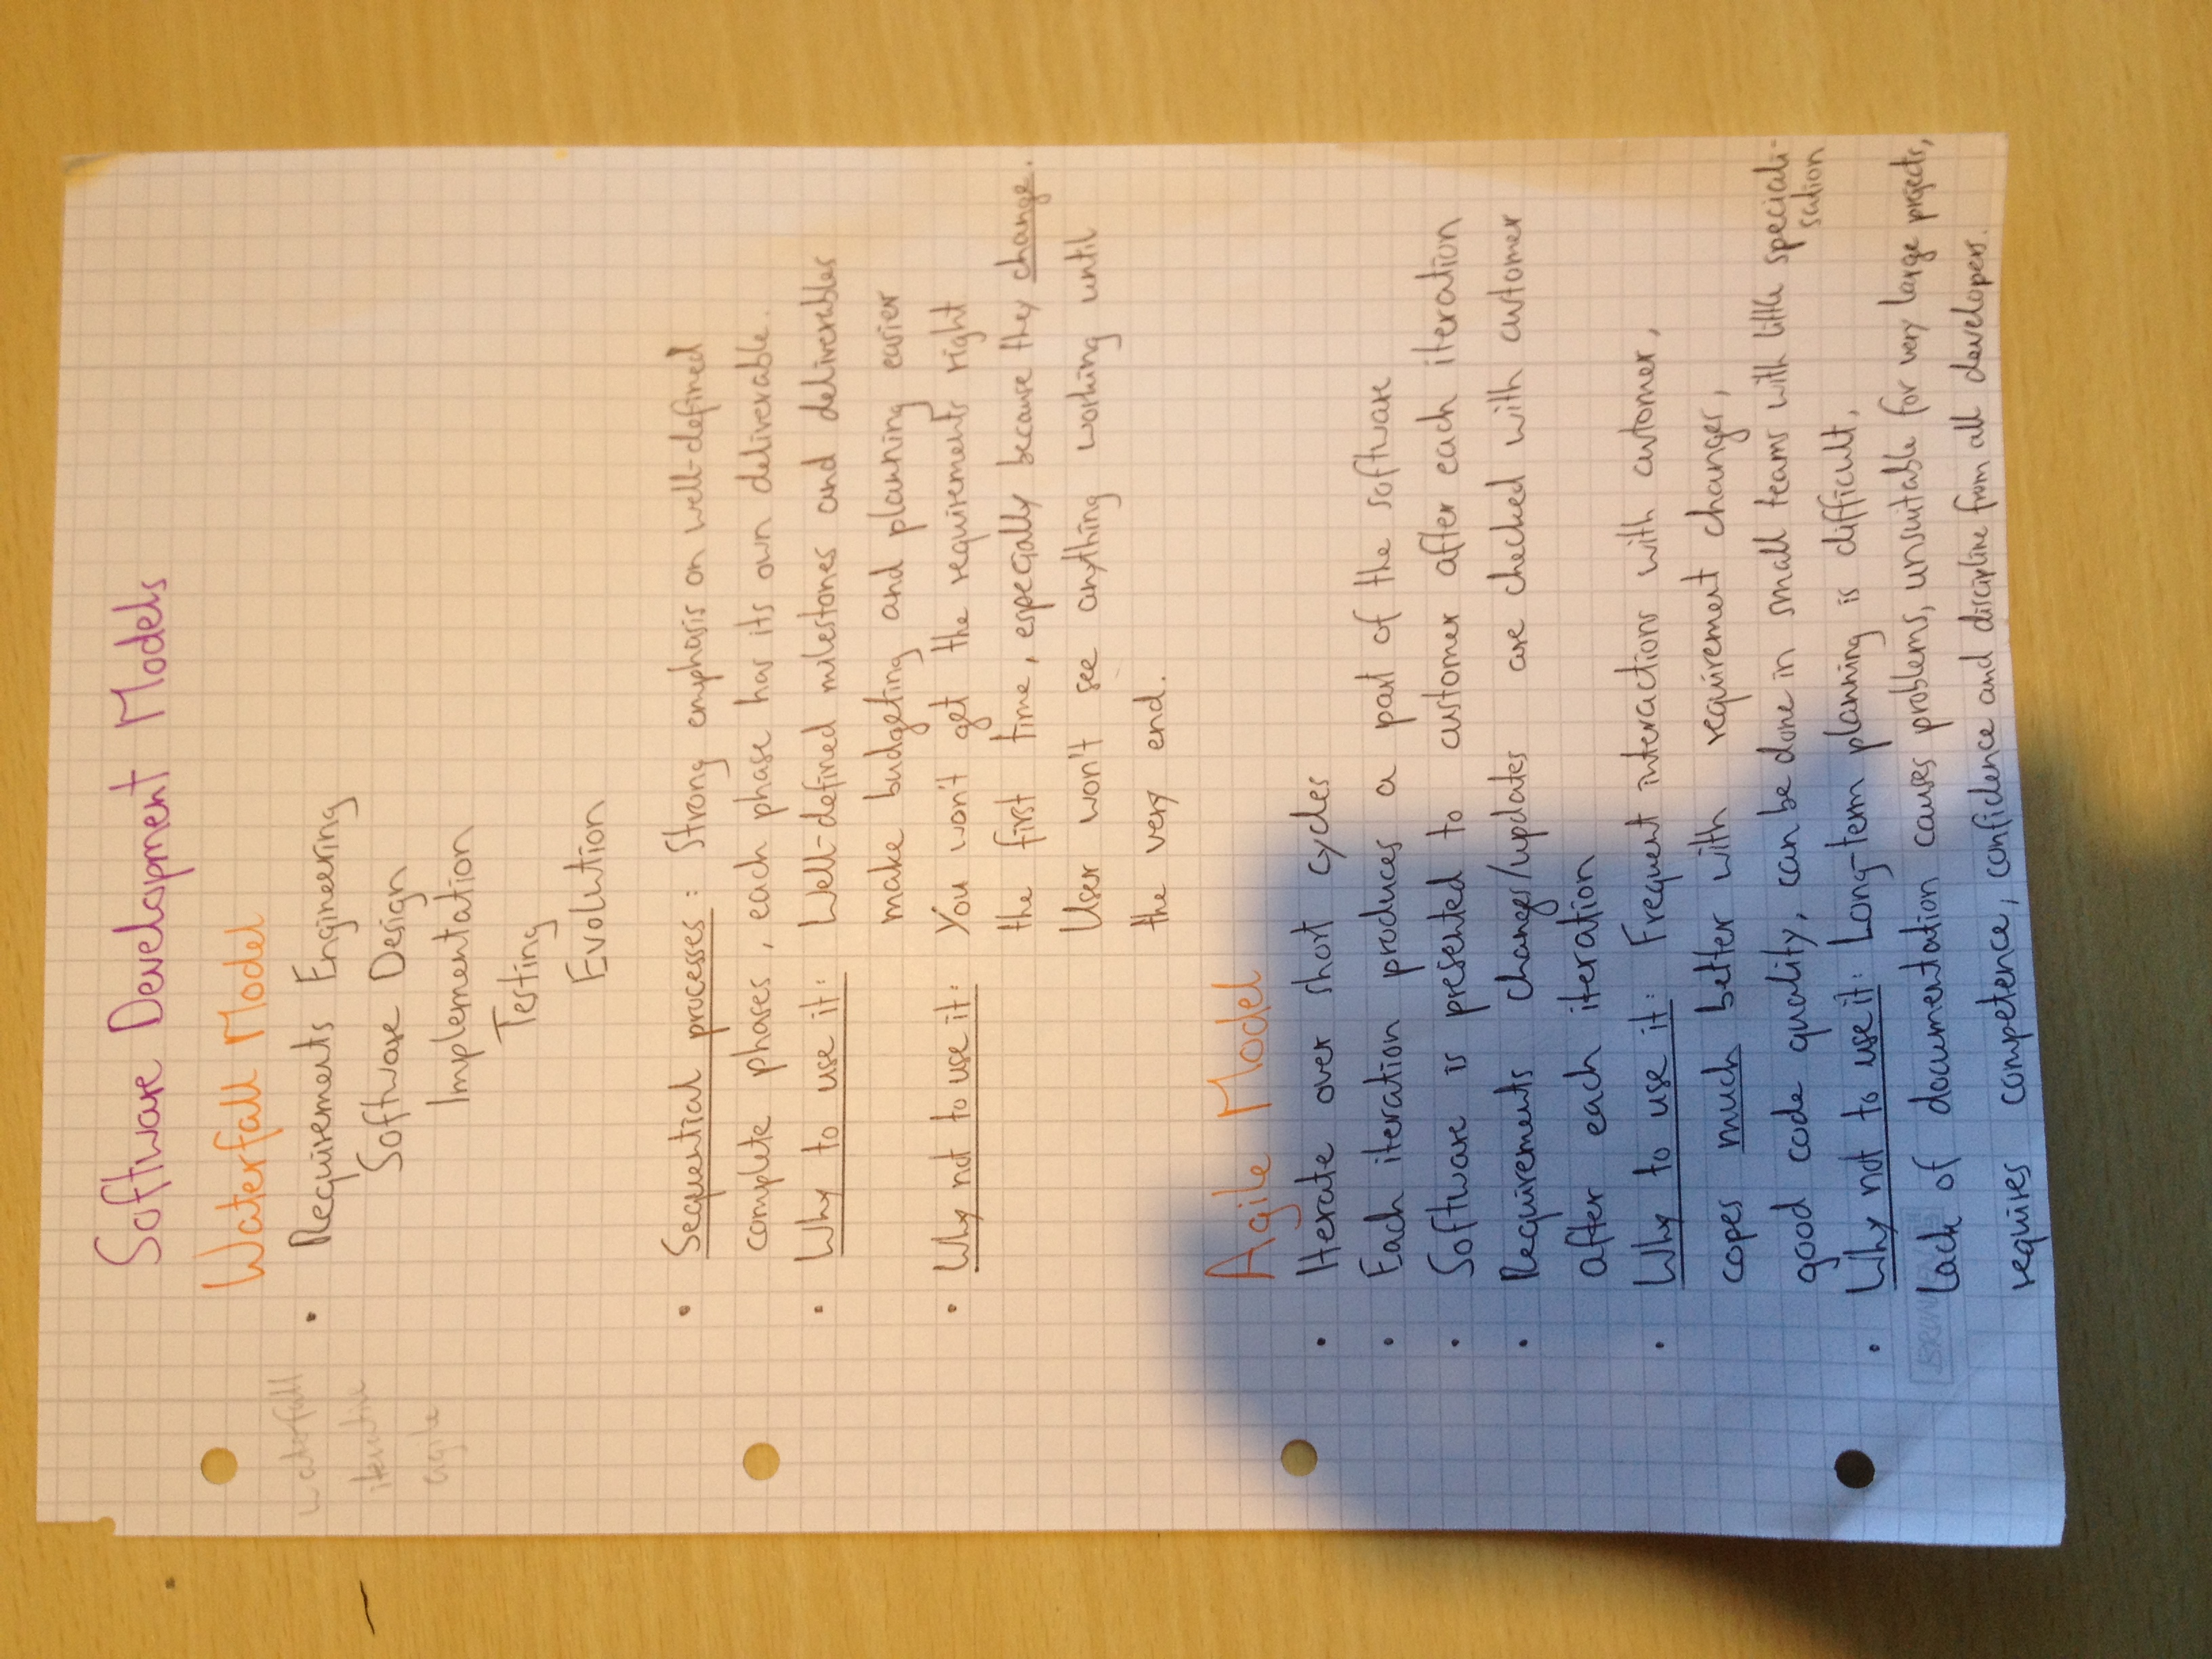 Software Development Models
Waterfall Model
waterfall
iterative
agile
• Requirements Engineering
Software Design
Implementation
Testing
Evolution
• Sequential processes: Strong emphasis on well-defined
complete phases, each phase has its own deliverable.
• Why to use it: Well-defined milestones and deliverables
make budgeting and planning easier
• Why not to use it: You won't get the requirements right
the first time, especially because they change.
User won't see anything working until
the very end.
Agile Model
• Iterate over short cycles
• Each iteration produces a part of the software
• Software is presented to customer after each iteration
• Requirements changes/updates are checked with customer
after each iteration
• Why to use it: Frequent interactions with customer,
copes much better with requirement changes,
good code quality, can be done in small teams with little speciali-
sation
• Why not to use it: Long-term planning is difficult,
lack of documentation causes problems, unsuitable for very large projects,
BRUNNEN
requires competence, confidence and discipline from all developers.